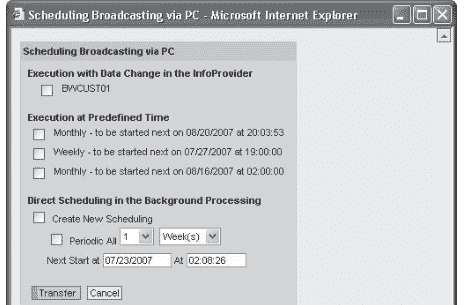 Scheduling Broadcasting via PC - Microsoft Internet Explorer
Scheduling Broadcasting via PC
Execution with Data Change in the InfoProvider
BWCUST01
Execution at Predefined Time
Monthly - to be started next on 08/20/2007 at 20:03:53
Weekly - to be started next on 07/27/2007 at 19:00:00
Monthly - to be started next on 08/16/2007 at 02:00:00
Direct Scheduling in the Background Processing
Create New Scheduling
Periodic All 1 Week(s)
Next Start at 07/23/2007 At 02:08:26
Transfer Cancel